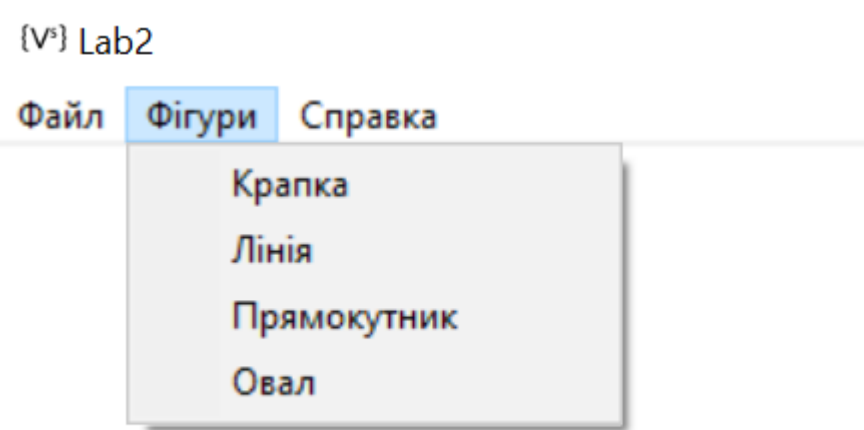 {Vˢ} Lab2
Файл Фігури Справка
Крапка
Лінія
Прямокутник
Овал